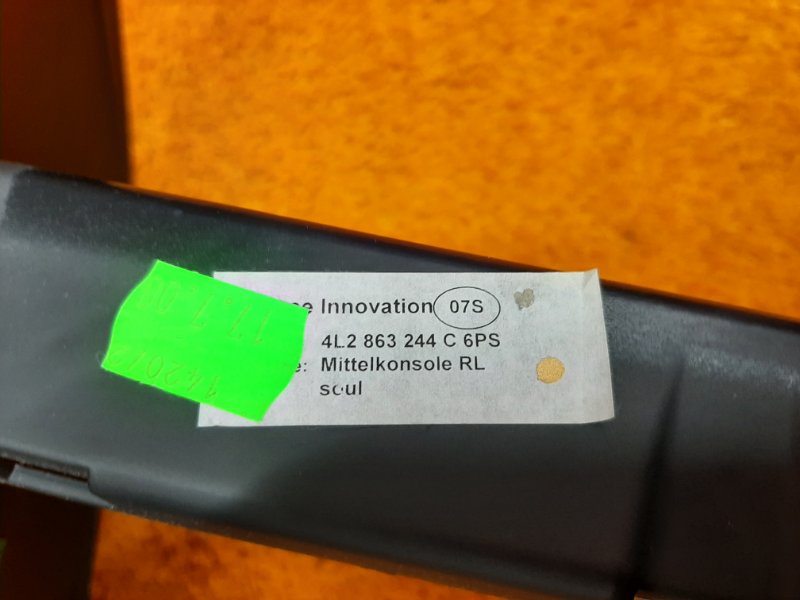 Innovation 07S
4L2 863 244 C 6PS
e: Mittelkonsole RL
soul